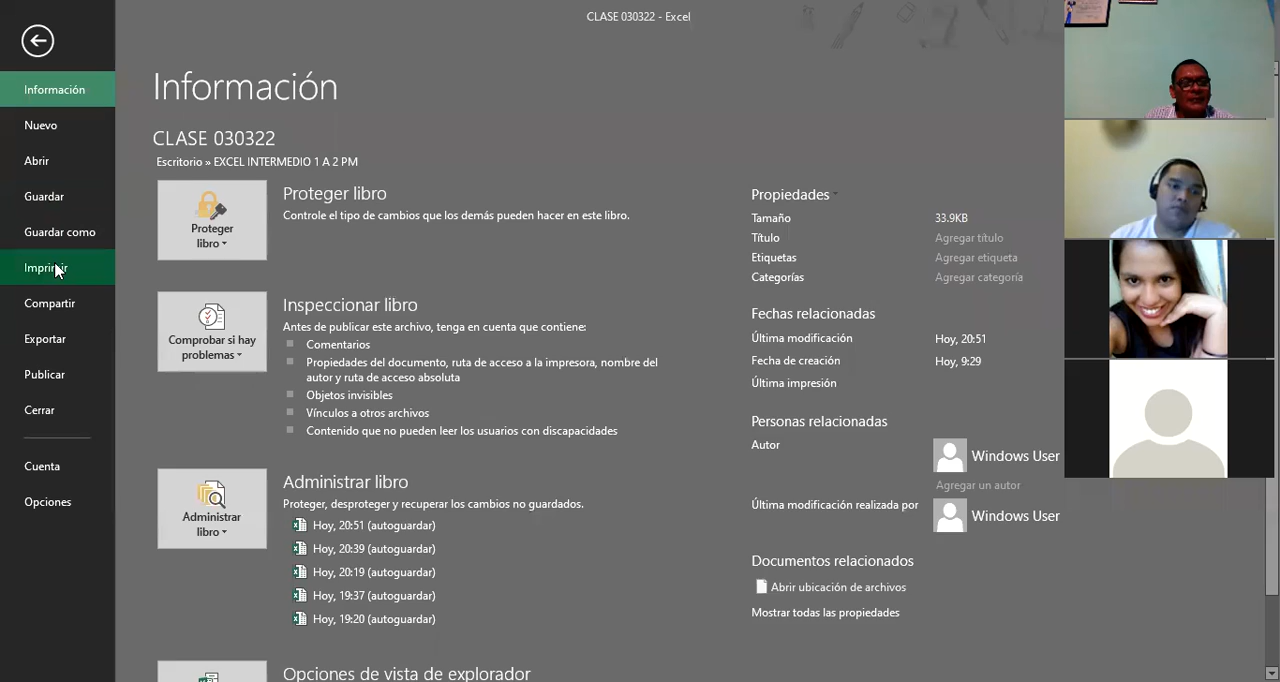 CLASE 030322 - Excel
Información
Nuevo
Abrir
Guardar
Guardar como
Imprimir
Compartir
Exportar
Publicar
Cerrar
Cuenta
Opciones
Información
CLASE 030322
Escritorio » EXCEL INTERMEDIO 1 A 2 PM
Proteger
libro
Proteger libro
Controle el tipo de cambios que los demás pueden hacer en este libro.
Comprobar si hay
problemas
Inspeccionar libro
Antes de publicar este archivo, tenga en cuenta que contiene:
Comentarios
Propiedades del documento, ruta de acceso a la impresora, nombre del
autor y ruta de acceso absoluta
Objetos invisibles
Vínculos a otros archivos
Contenido que no pueden leer los usuarios con discapacidades
Administrar
libro
Administrar libro
Proteger, desproteger y recuperar los cambios no guardados.
Hoy, 20:51 (autoguardar)
Hoy, 20:39 (autoguardar)
Hoy, 20:19 (autoguardar)
Hoy, 19:37 (autoguardar)
Hoy, 19:20 (autoguardar)
Opciones de vista de explorador
Propiedades
Tamaño 33.9KB
Título Agregar título
Etiquetas Agregar etiqueta
Categorías Agregar categoría
Fechas relacionadas
Última modificación Hoy, 20:51
Fecha de creación Hoy, 9:29
Última impresión
Personas relacionadas
Autor Windows User
Agregar un autor
Última modificación realizada por Windows User
Documentos relacionados
Abrir ubicación de archivos
Mostrar todas las propiedades